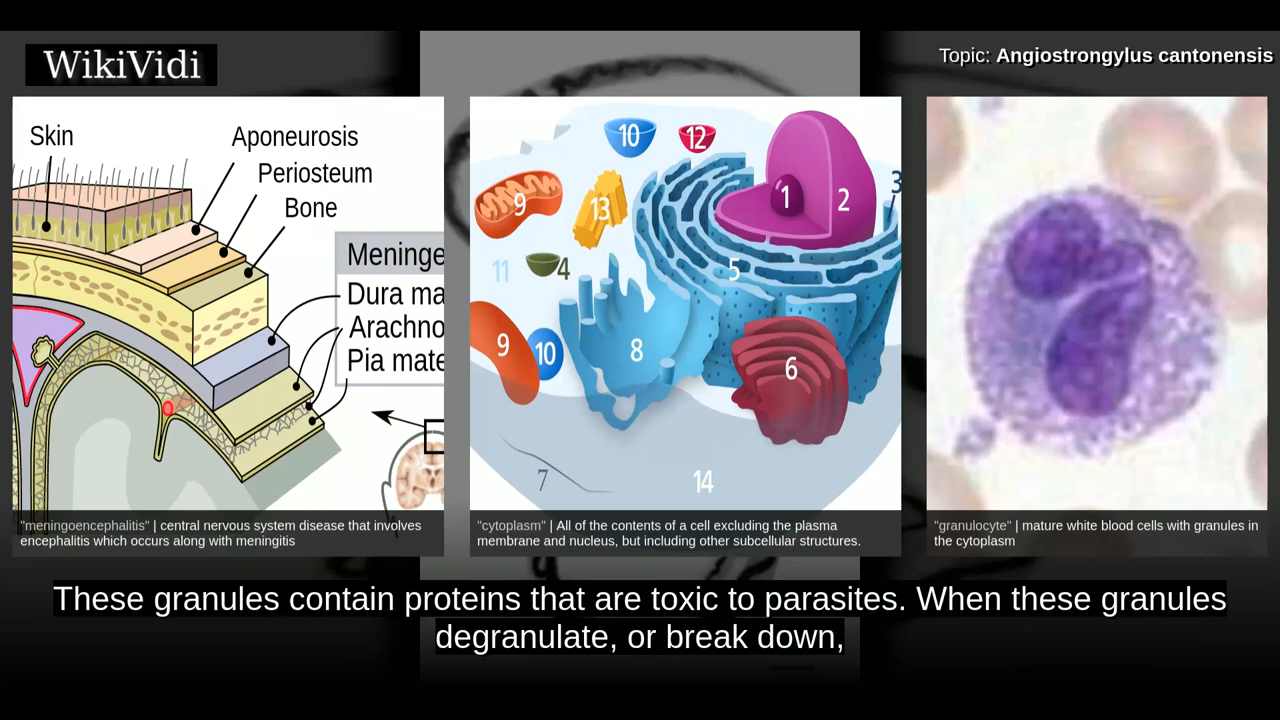 WikiVidi
Topic: Angiostrongylus cantonensis
Skin
Aponeurosis
Periosteum
Bone
Meninge
Dura ma
Arachno
Pia mate
10
12
1
2
3
9
13
11
4
5
9
10
8
6
7
14
"meningoencephalitis" | central nervous system disease that involves
encephalitis which occurs along with meningitis
"cytoplasm" | All of the contents of a cell excluding the plasma
membrane and nucleus, but including other subcellular structures.
"granulocyte" | mature white blood cells with granules in
the cytoplasm
These granules contain proteins that are toxic to parasites. When these granules
degranulate, or break down,